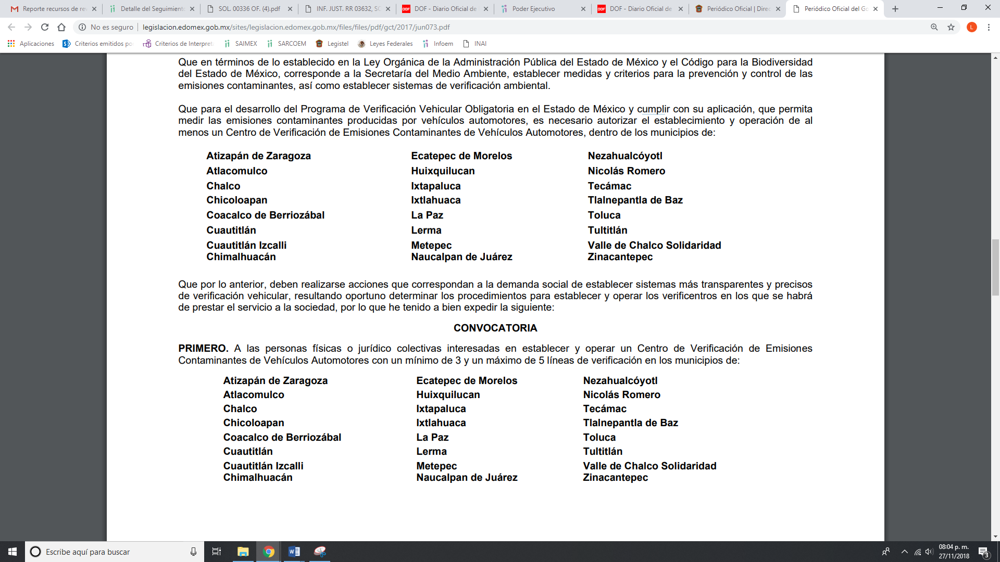 Reporte recursos de re
Detalle del Seguimiento
SOL. 00336 OF. (4).pdf
INF. JUST. RR 03632, SO
DOF - Diario Oficial de
Poder Ejecutivo
DOF - Diario Oficial de
Periódico Oficial | Direc
Periódico Oficial del Go
No es seguro | legislacion.edomex.gob.mx/sites/legislacion.edomex.gob.mx/files/files/pdf/gct/2017/jun073.pdf
L
Aplicaciones
Criterios emitidos po
Criterios de Interpret
SAIMEX
SARCOEM
Legistel
Leyes Federales
Infoem
INAI
Que en términos de lo establecido en la Ley Orgánica de la Administración Pública del Estado de México y el Código para la Biodiversidad
del Estado de México, corresponde a la Secretaría del Medio Ambiente, establecer medidas y criterios para la prevención y control de las
emisiones contaminantes, así como establecer sistemas de verificación ambiental.
Que para el desarrollo del Programa de Verificación Vehicular Obligatoria en el Estado de México y cumplir con su aplicación, que permita
medir las emisiones contaminantes producidas por vehículos automotores, es necesario autorizar el establecimiento y operación de al
menos un Centro de Verificación de Emisiones Contaminantes de Vehículos Automotores, dentro de los municipios de:
Atizapán de Zaragoza Ecatepec de Morelos Nezahualcóyotl
Atlacomulco Huixquilucan Nicolás Romero
Chalco Ixtapaluca Tecámac
Chicoloapan Ixtlahuaca Tlalnepantla de Baz
Coacalco de Berriozábal La Paz Toluca
Cuautitlán Lerma Tultitlán
Cuautitlán Izcalli Metepec Valle de Chalco Solidaridad
Chimalhuacán Naucalpan de Juárez Zinacantepec
Que por lo anterior, deben realizarse acciones que correspondan a la demanda social de establecer sistemas más transparentes y precisos
de verificación vehicular, resultando oportuno determinar los procedimientos para establecer y operar los verificentros en los que se habrá
de prestar el servicio a la sociedad, por lo que he tenido a bien expedir la siguiente:
CONVOCATORIA
PRIMERO. A las personas físicas o jurídico colectivas interesadas en establecer y operar un Centro de Verificación de Emisiones
Contaminantes de Vehículos Automotores con un mínimo de 3 y un máximo de 5 líneas de verificación en los municipios de:
Atizapán de Zaragoza Ecatepec de Morelos Nezahualcóyotl
Atlacomulco Huixquilucan Nicolás Romero
Chalco Ixtapaluca Tecámac
Chicoloapan Ixtlahuaca Tlalnepantla de Baz
Coacalco de Berriozábal La Paz Toluca
Cuautitlán Lerma Tultitlán
Cuautitlán Izcalli Metepec Valle de Chalco Solidaridad
Chimalhuacán Naucalpan de Juárez Zinacantepec
Escribe aquí para buscar
08:04 p. m.
27/11/2018
3